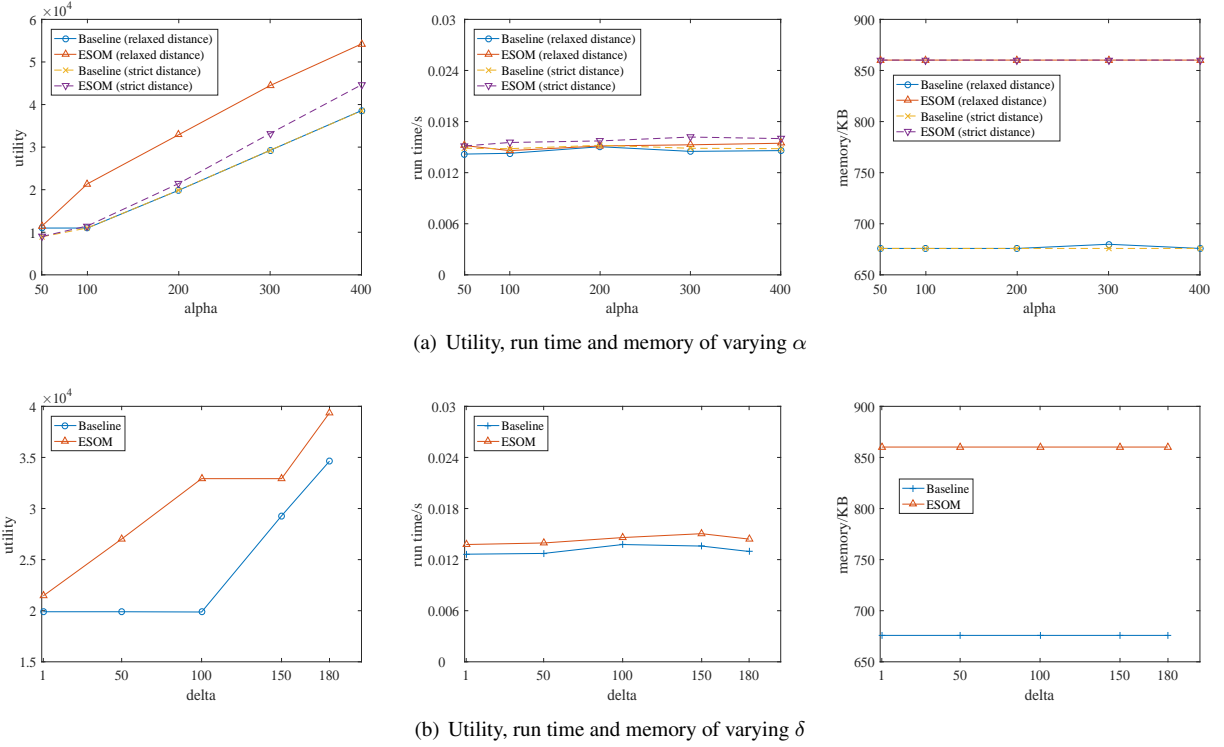 ×10⁴
6
5
4
3
2
1
0
50 100 200 300 400
utility
alpha
Baseline (relaxed distance)
ESOM (relaxed distance)
Baseline (strict distance)
ESOM (strict distance)
0.03
0.024
0.018
0.012
0.006
0
50 100 200 300 400
run time/s
alpha
Baseline (relaxed distance)
ESOM (relaxed distance)
Baseline (strict distance)
ESOM (strict distance)
900
850
800
750
700
650
50 100 200 300 400
memory/KB
alpha
Baseline (relaxed distance)
ESOM (relaxed distance)
Baseline (strict distance)
ESOM (strict distance)
(a) Utility, run time and memory of varying α
×10⁴
4
3.5
3
2.5
2
1.5
1 50 100 150 180
utility
delta
Baseline
ESOM
0.03
0.024
0.018
0.012
0.006
0
1 50 100 150 180
run time/s
delta
Baseline
ESOM
900
850
800
750
700
650
1 50 100 150 180
memory/KB
delta
Baseline
ESOM
(b) Utility, run time and memory of varying δ